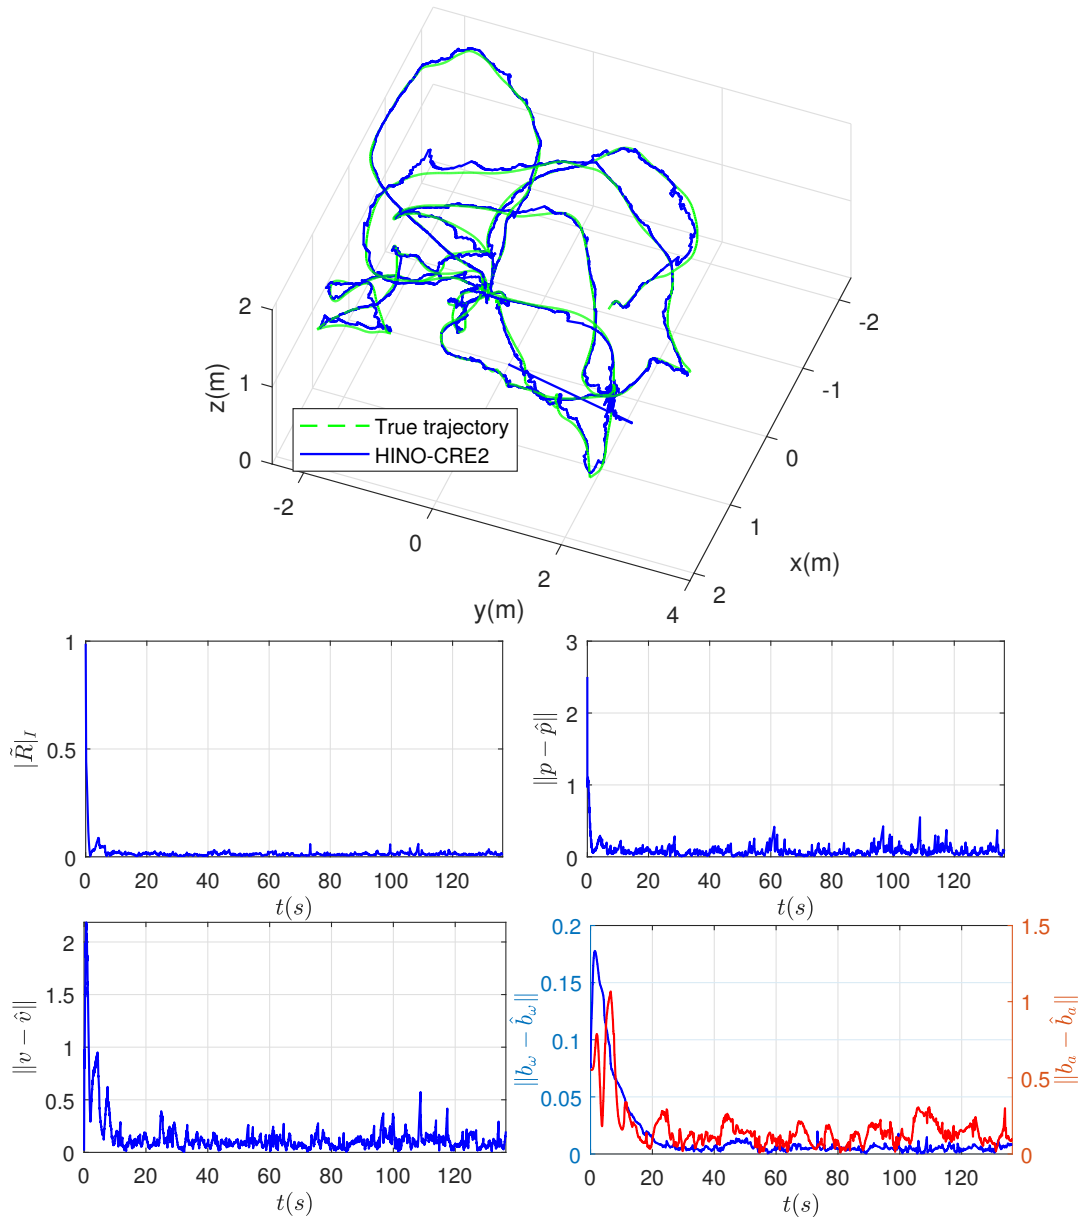 2
1
0
z(m)
-2
0
2
4
y(m)
-2
-1
0
1
2
x(m)
True trajectory
HINO-CRE2
1
0.5
0
|R̃|_I
0 20 40 60 80 100 120
t(s)
3
2
1
0
||p − p̂||
0 20 40 60 80 100 120
t(s)
2
1.5
1
0.5
0
||v − v̂||
0 20 40 60 80 100 120
t(s)
0.2
0.15
0.1
0.05
0
||b_ω − b̂_ω||
1.5
1
0.5
0
||b_a − b̂_a||
0 20 40 60 80 100 120
t(s)